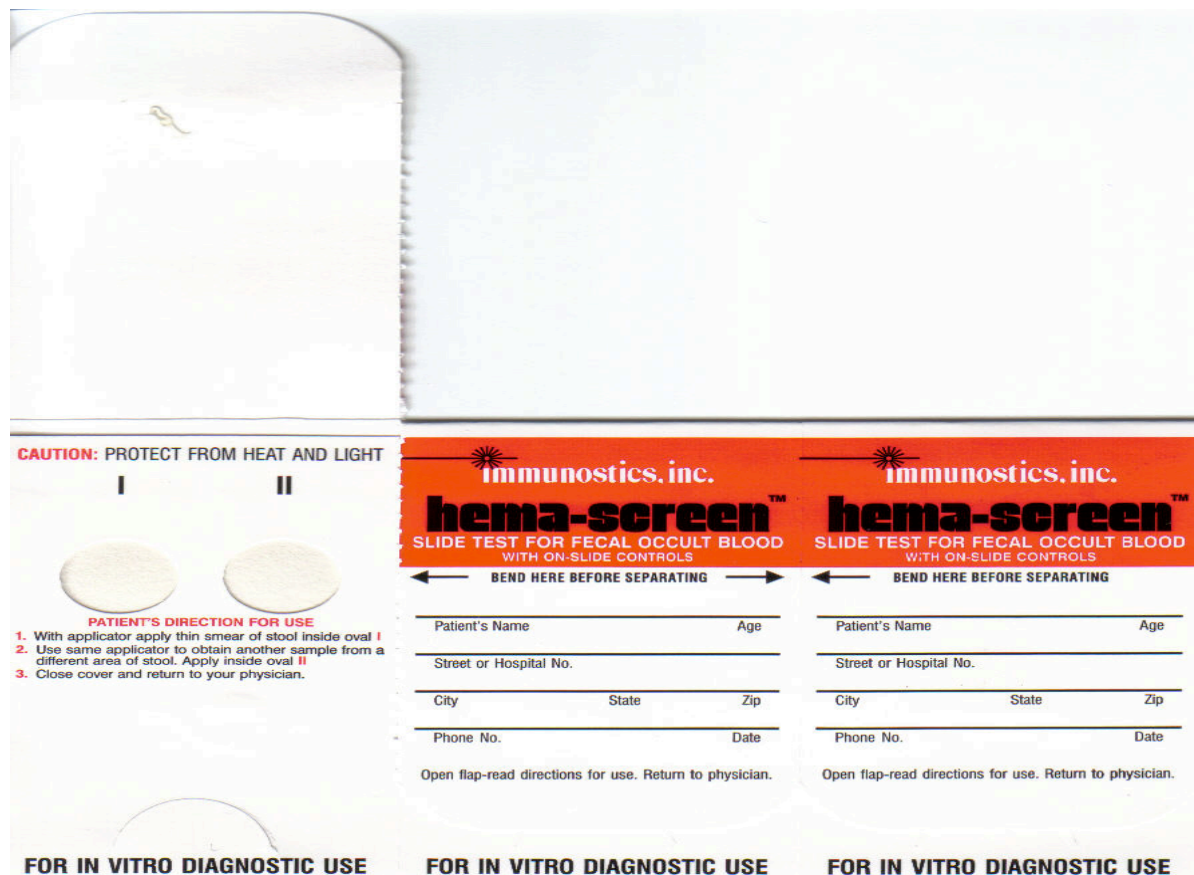 CAUTION: PROTECT FROM HEAT AND LIGHT
I II
PATIENT'S DIRECTION FOR USE
1. With applicator apply thin smear of stool inside oval I
2. Use same applicator to obtain another sample from a
different area of stool. Apply inside oval II
3. Close cover and return to your physician.
FOR IN VITRO DIAGNOSTIC USE
immunostics, inc.
hema-screen™
SLIDE TEST FOR FECAL OCCULT BLOOD
WITH ON-SLIDE CONTROLS
BEND HERE BEFORE SEPARATING
Patient's Name Age
Street or Hospital No.
City State Zip
Phone No. Date
Open flap-read directions for use. Return to physician.
FOR IN VITRO DIAGNOSTIC USE
immunostics, inc.
hema-screen™
SLIDE TEST FOR FECAL OCCULT BLOOD
WITH ON-SLIDE CONTROLS
BEND HERE BEFORE SEPARATING
Patient's Name Age
Street or Hospital No.
City State Zip
Phone No. Date
Open flap-read directions for use. Return to physician.
FOR IN VITRO DIAGNOSTIC USE